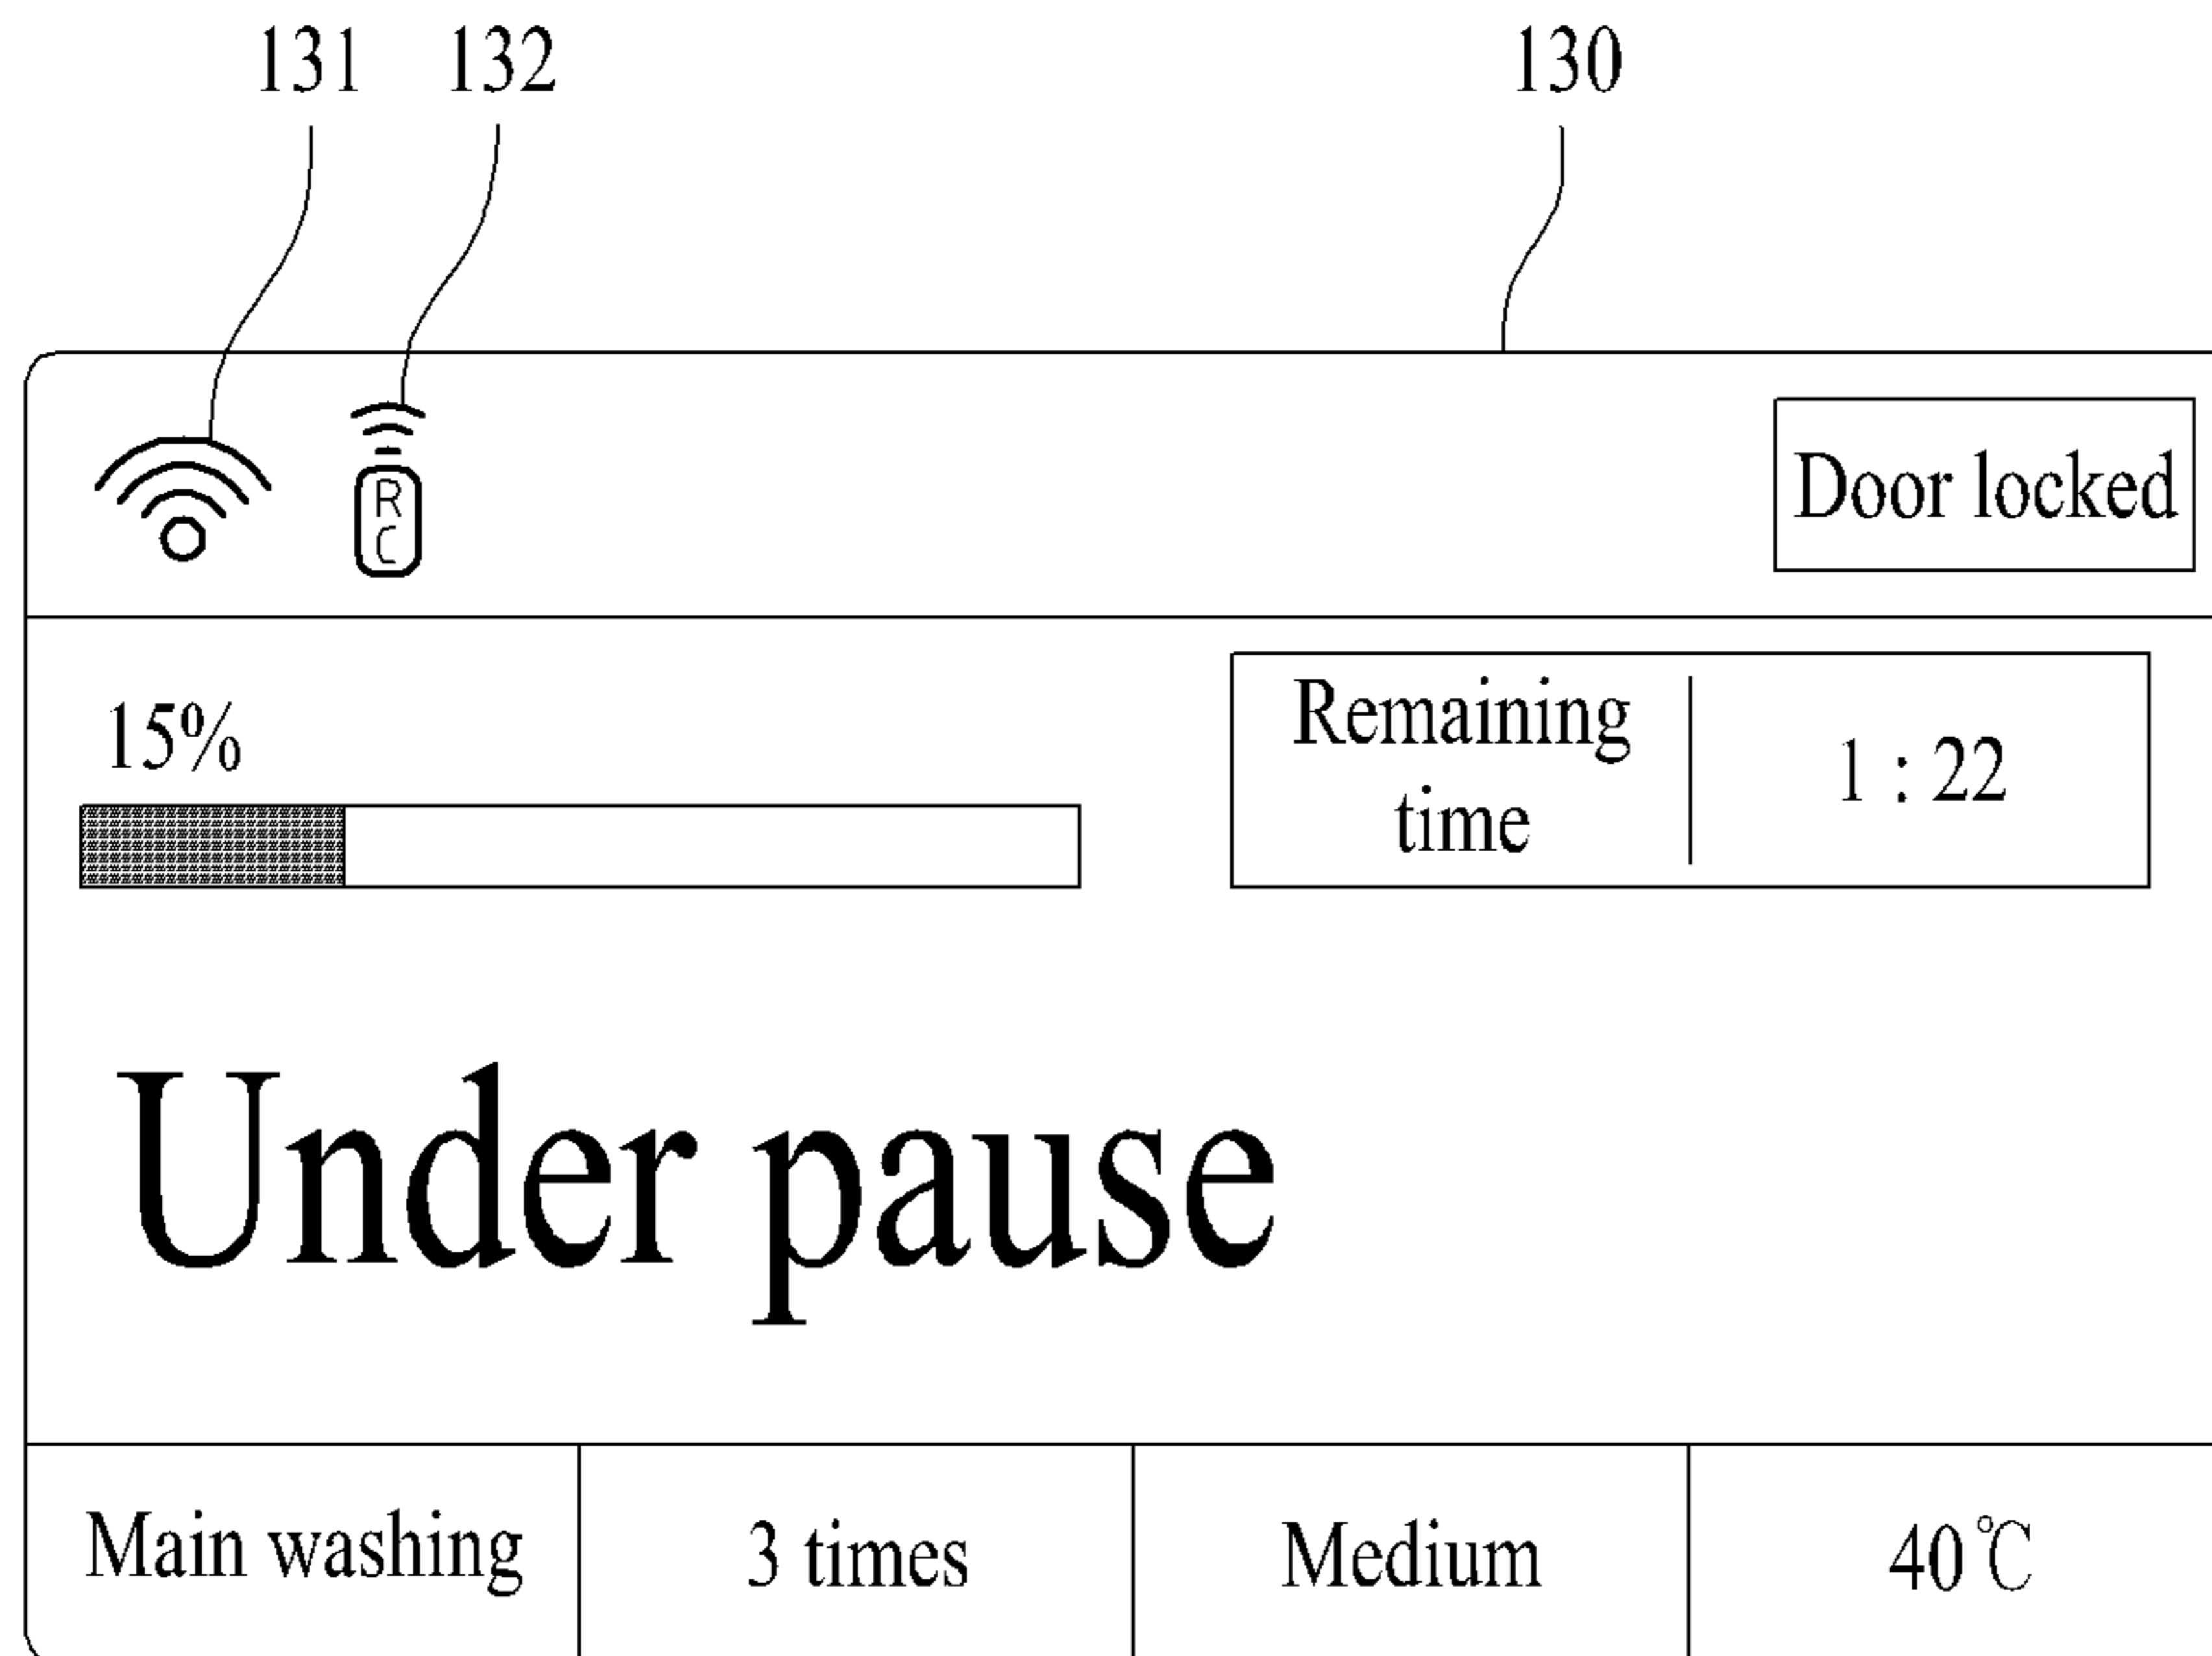 131 132 130
R
C
Door locked
15%
Remaining
time
1 : 22
Under pause
Main washing 3 times Medium 40℃